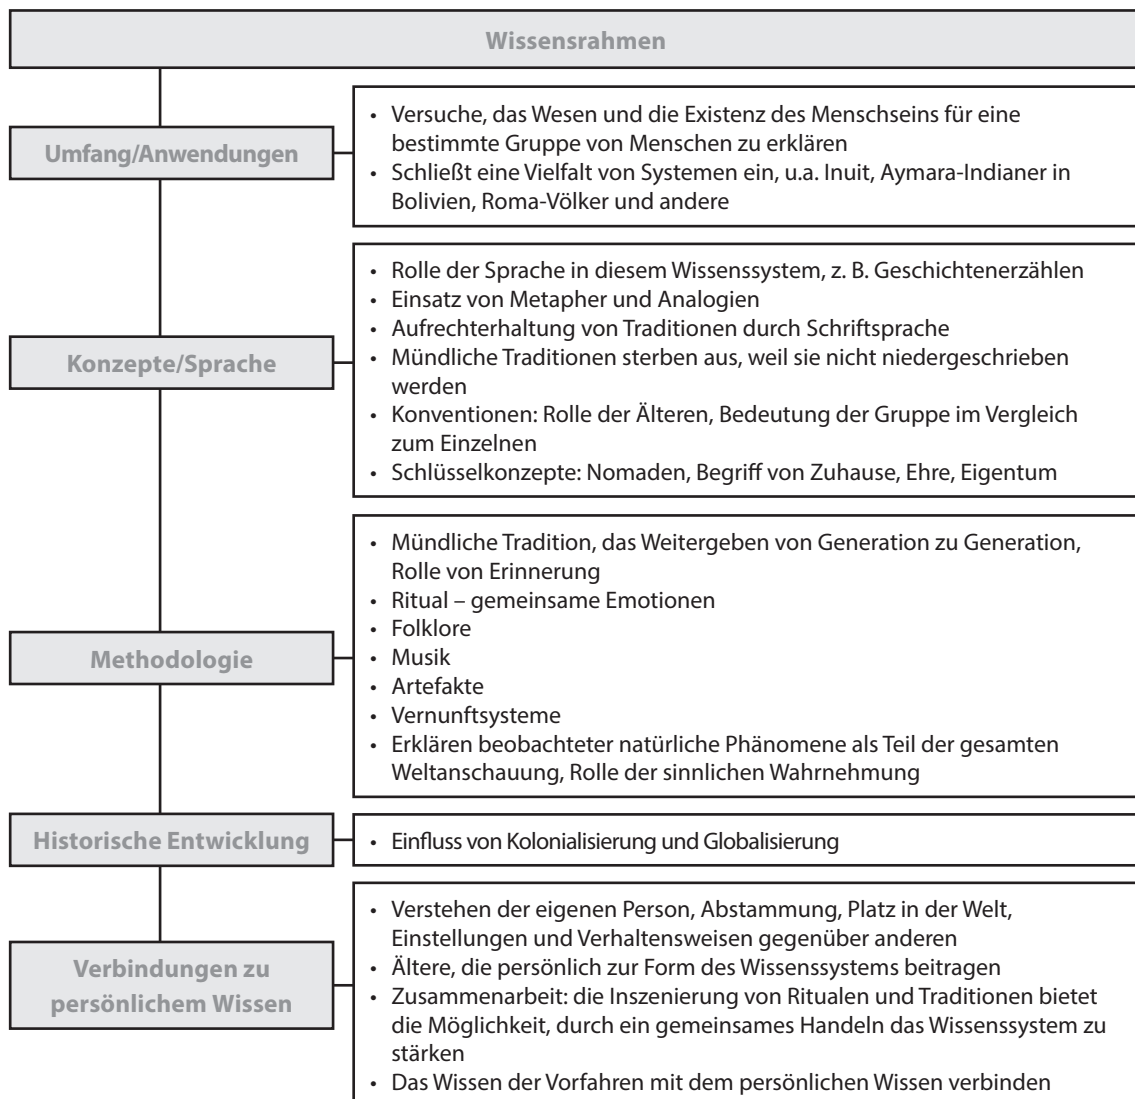 Wissensrahmen
Umfang/Anwendungen
• Versuche, das Wesen und die Existenz des Menschseins für eine
bestimmte Gruppe von Menschen zu erklären
• Schließt eine Vielfalt von Systemen ein, u.a. Inuit, Aymara-Indianer in
Bolivien, Roma-Völker und andere
Konzepte/Sprache
• Rolle der Sprache in diesem Wissenssystem, z. B. Geschichtenerzählen
• Einsatz von Metapher und Analogien
• Aufrechterhaltung von Traditionen durch Schriftsprache
• Mündliche Traditionen sterben aus, weil sie nicht niedergeschrieben
werden
• Konventionen: Rolle der Älteren, Bedeutung der Gruppe im Vergleich
zum Einzelnen
• Schlüsselkonzepte: Nomaden, Begriff von Zuhause, Ehre, Eigentum
Methodologie
• Mündliche Tradition, das Weitergeben von Generation zu Generation,
Rolle von Erinnerung
• Ritual – gemeinsame Emotionen
• Folklore
• Musik
• Artefakte
• Vernunftsysteme
• Erklären beobachteter natürliche Phänomene als Teil der gesamten
Weltanschauung, Rolle der sinnlichen Wahrnehmung
Historische Entwicklung
• Einfluss von Kolonialisierung und Globalisierung
Verbindungen zu
persönlichem Wissen
• Verstehen der eigenen Person, Abstammung, Platz in der Welt,
Einstellungen und Verhaltensweisen gegenüber anderen
• Ältere, die persönlich zur Form des Wissenssystems beitragen
• Zusammenarbeit: die Inszenierung von Ritualen und Traditionen bietet
die Möglichkeit, durch ein gemeinsames Handeln das Wissenssystem zu
stärken
• Das Wissen der Vorfahren mit dem persönlichen Wissen verbinden